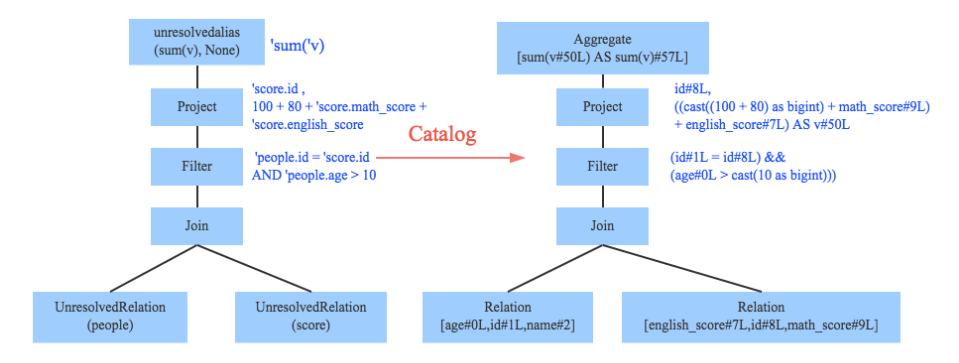 unresolvedalias
(sum(v), None)
'sum('v)
Project
'score.id ,
100 + 80 + 'score.math_score +
'score.english_score
Filter
'people.id = 'score.id
AND 'people.age > 10
Join
UnresolvedRelation
(people)
UnresolvedRelation
(score)
Catalog
Aggregate
[sum(v#50L) AS sum(v)#57L]
Project
id#8L,
((cast((100 + 80) as bigint) + math_score#9L)
+ english_score#7L) AS v#50L
Filter
(id#1L = id#8L) &&
(age#0L > cast(10 as bigint)))
Join
Relation
[age#0L,id#1L,name#2]
Relation
[english_score#7L,id#8L,math_score#9L]